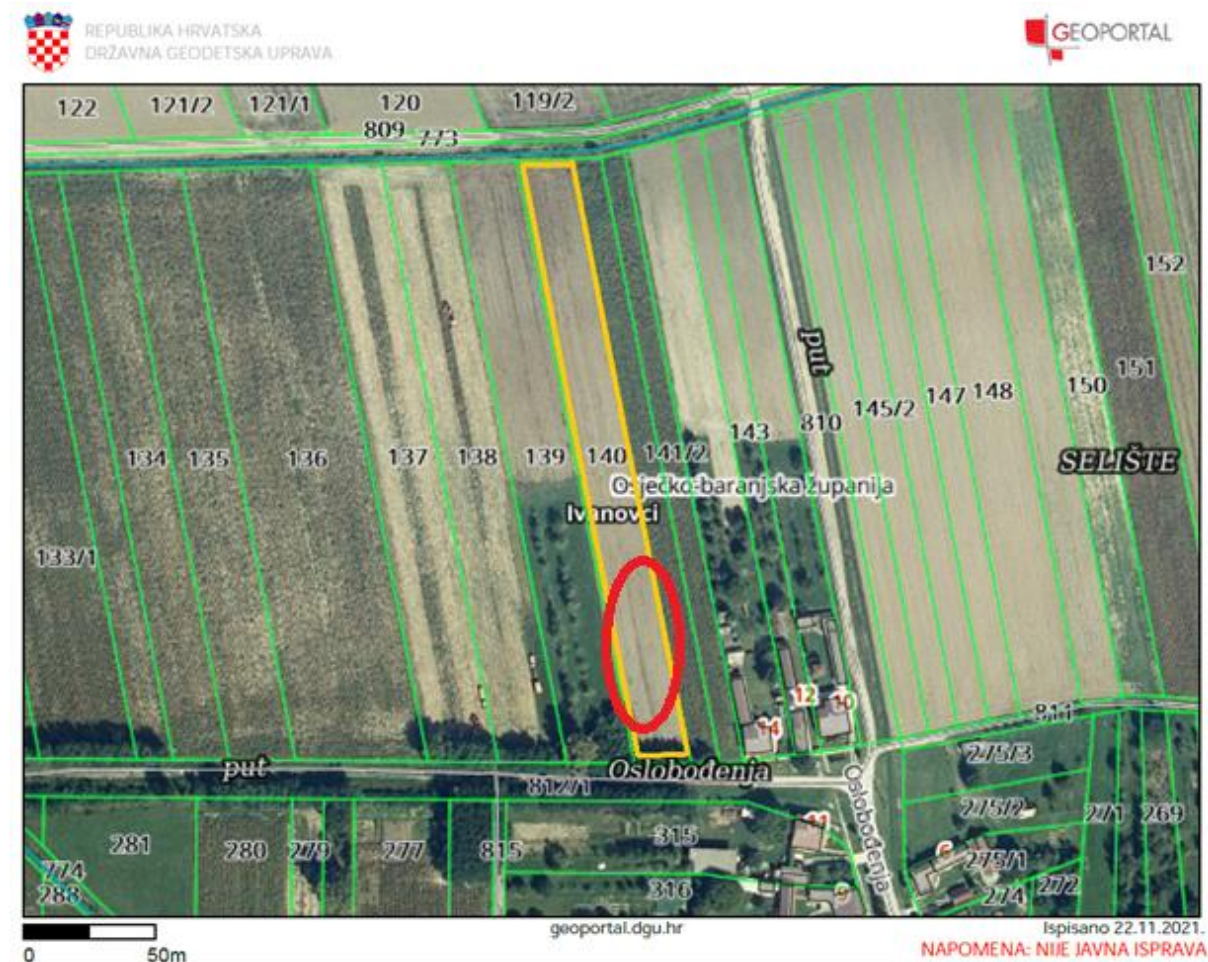 REPUBLIKA HRVATSKA
DRŽAVNA GEODETSKA UPRAVA
GEOPORTAL
122 121/2 121/1 120 119/2
809 773
152
put
151
150
145/2 147 148
810
143
134 135 136 137 138 139 140 141/2
SELIŠTE
Osječko-baranjska županija
Ivanovci
133/1
12 10
14
811
put
Oslobođenja
812/1
275/3
Oslobođenja
275/2 271 269
11
281 280 279 277 815 315
6
275/1
774
288
316
9
274 272
0 50m
geoportal.dgu.hr
Ispisano 22.11.2021.
NAPOMENA: NIJE JAVNA ISPRAVA